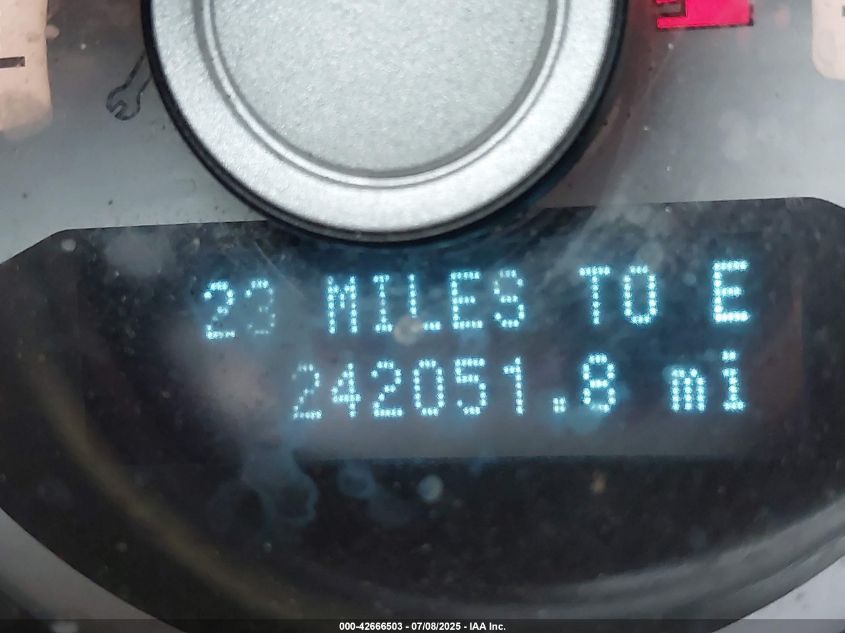 23 MILES TO E
242051.8 mi
000-42666503 - 07/08/2025 - IAA Inc.